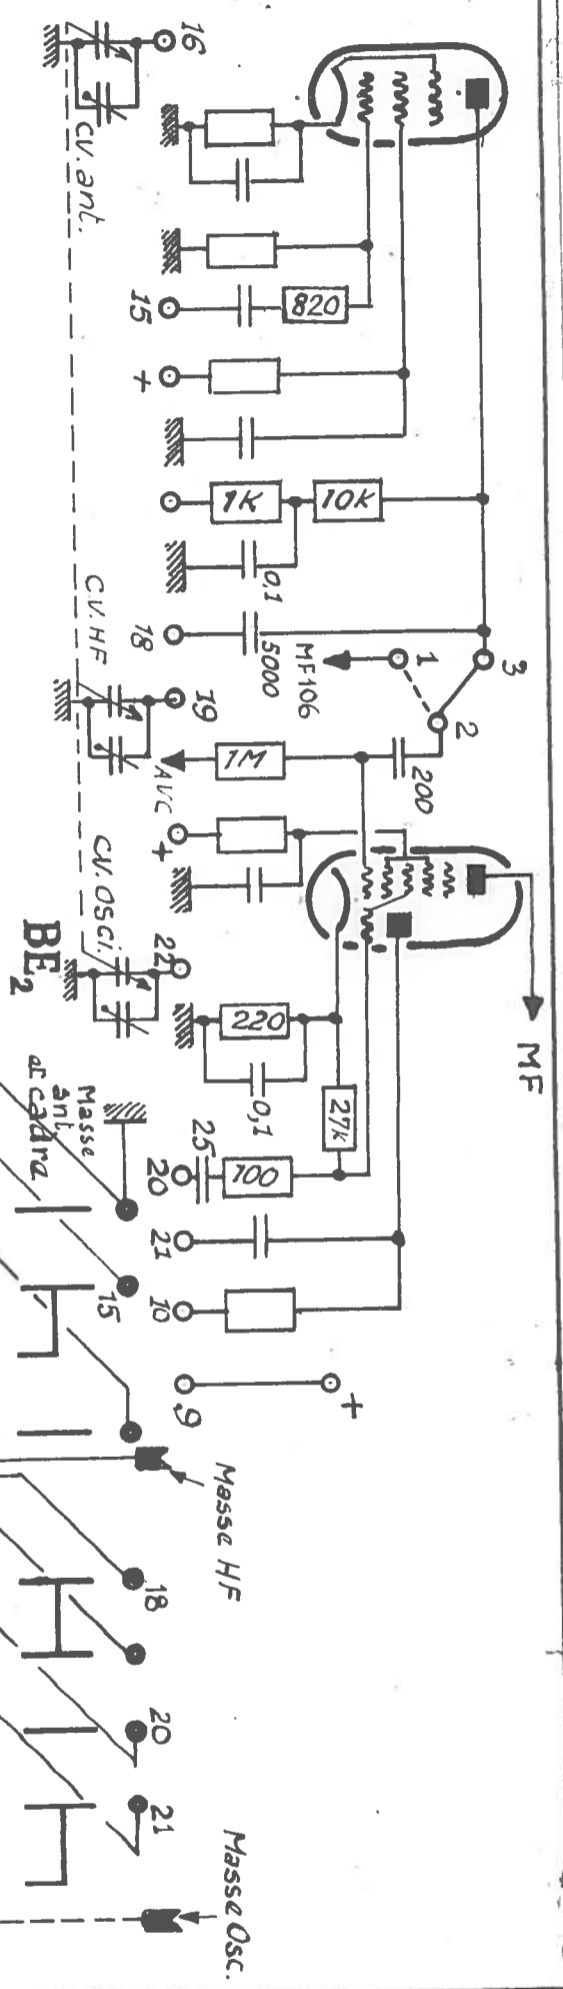 16
CV. ant.
15
820
+
1K
10K
0.1
18
5000
MF106
1
3
2
C.V. HF
19
AVC
1M
200
+
CV. OSCi.
BE2
22
220
0,1
27K
MF
Masse
ant.
et cadre
25
20
100
21
10
15
9
+
Masse HF
18
20
21
Masse Osc.